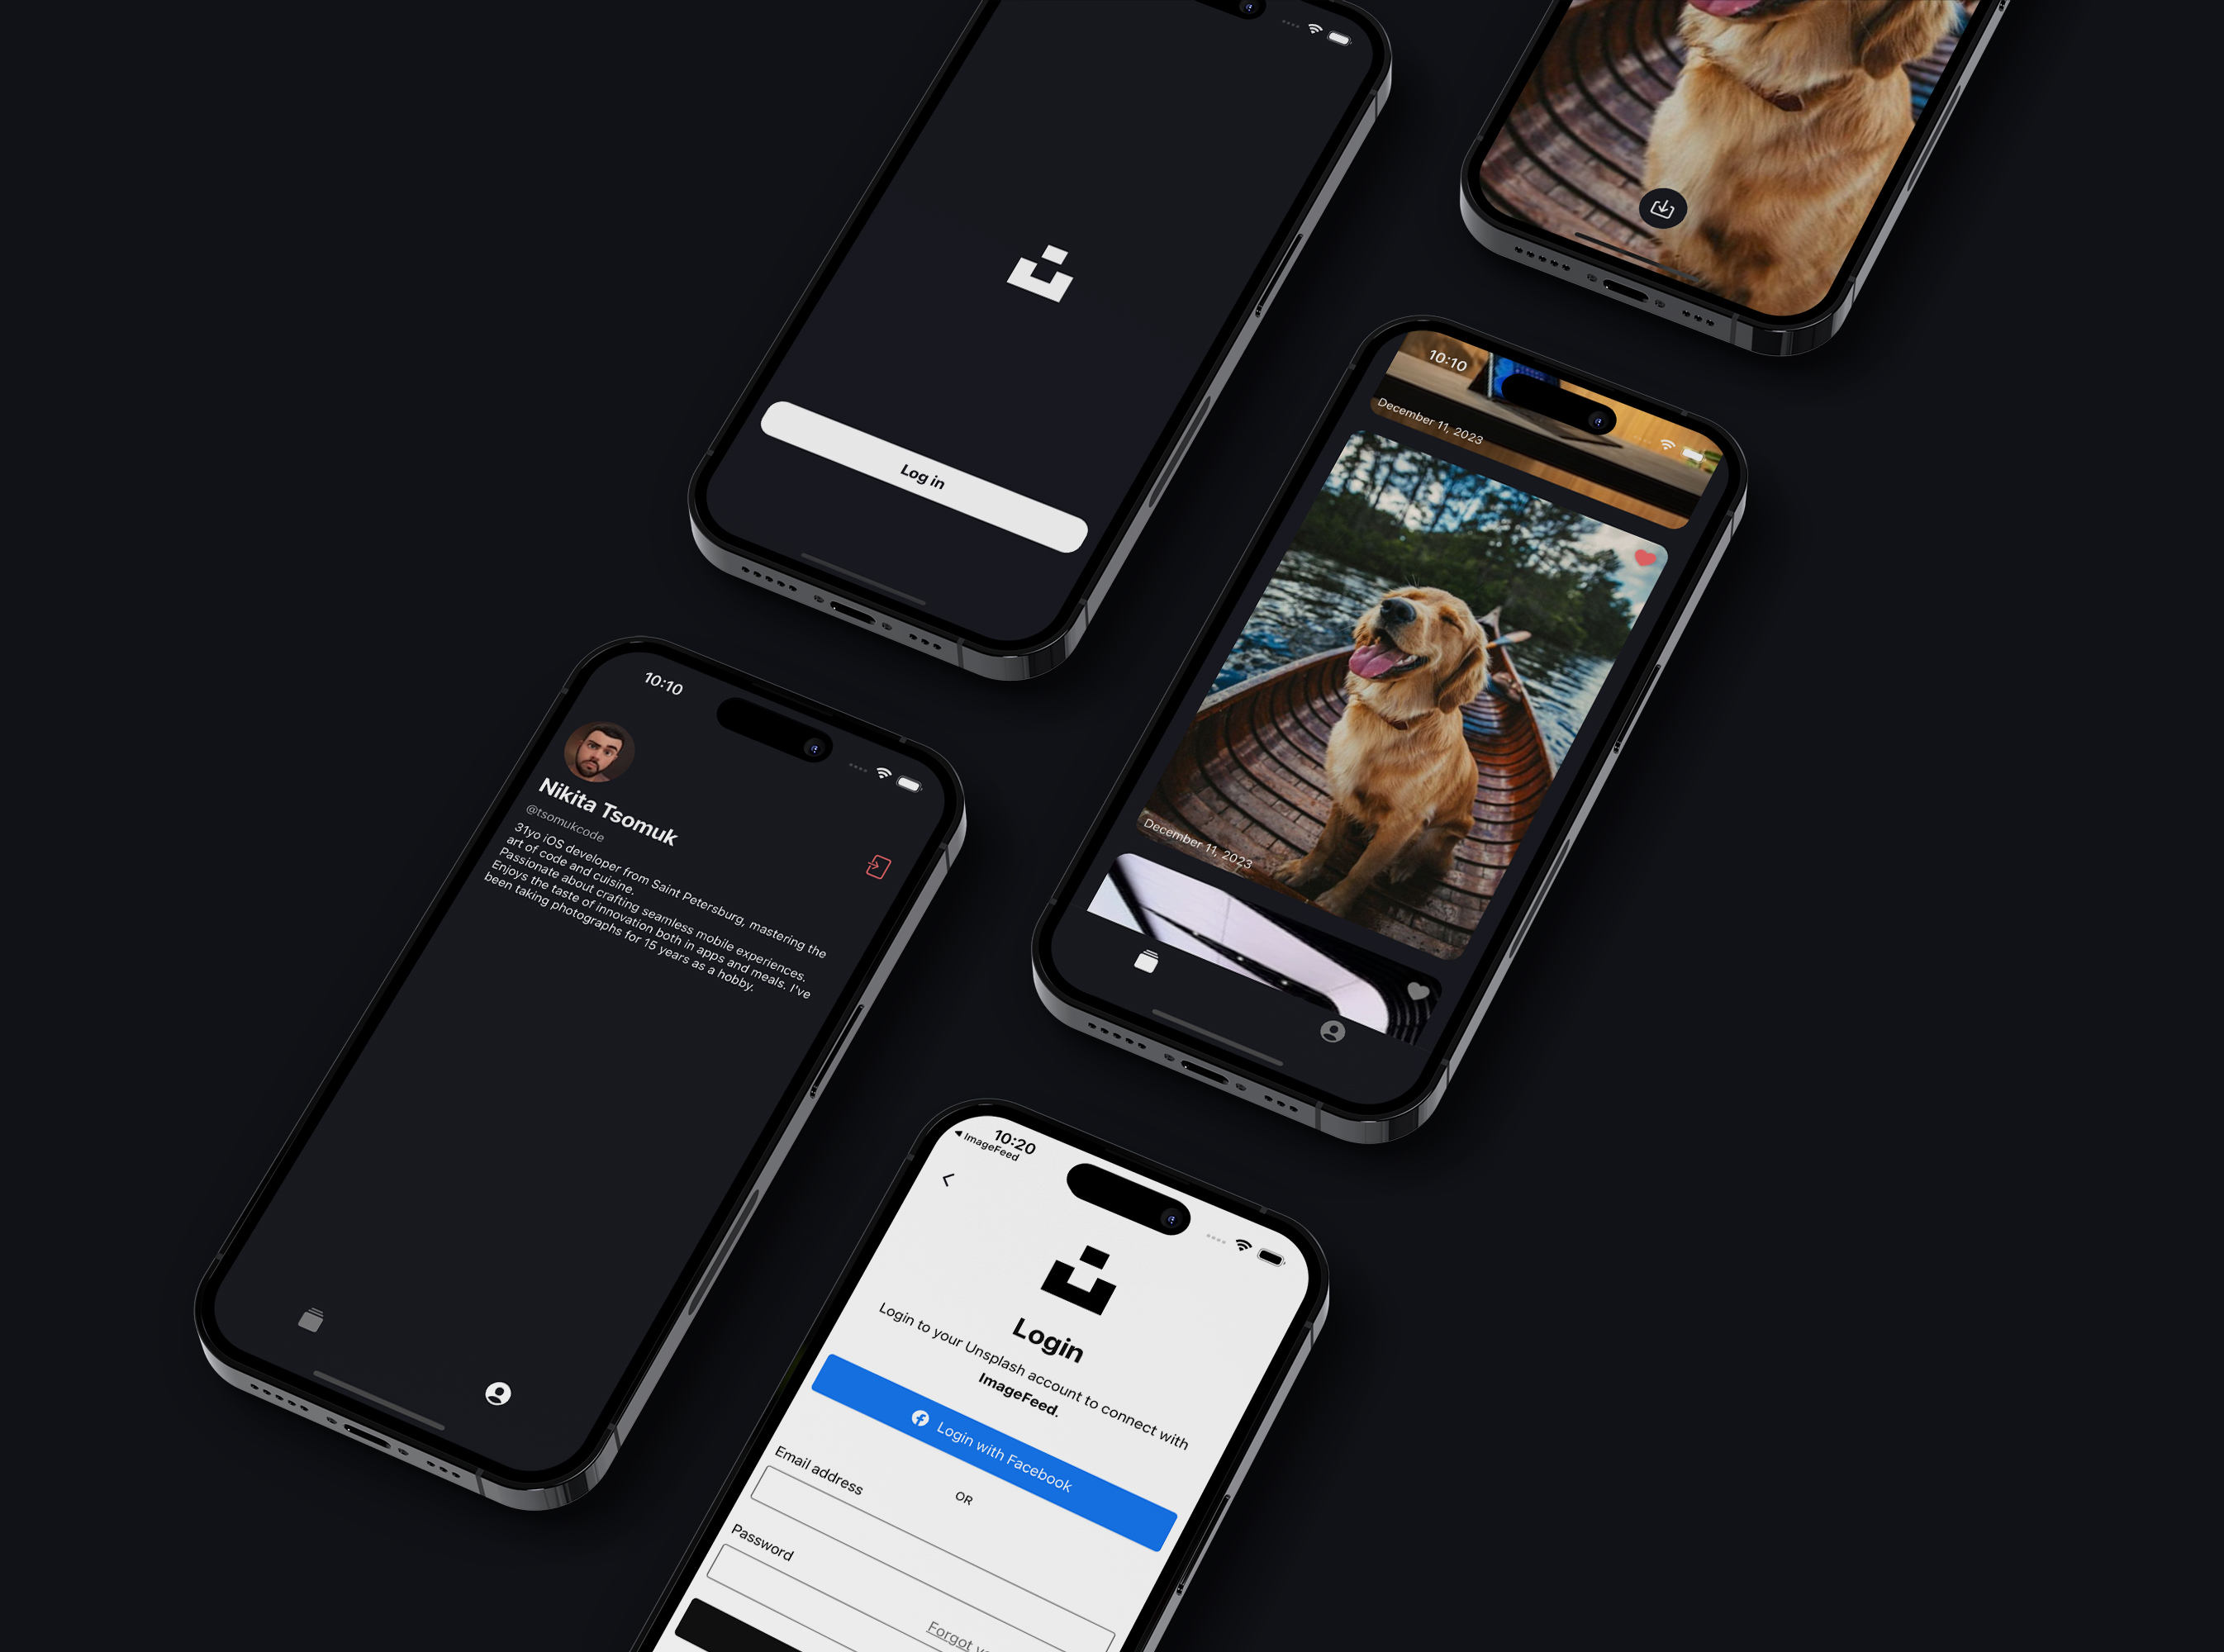 Log in
10:10
December 11, 2023
December 11, 2023
10:10
Nikita Tsomuk
@tsomukcode
31yo iOS developer from Saint Petersburg, mastering the
art of code and cuisine.
Passionate about crafting seamless mobile experiences.
Enjoys the taste of innovation both in apps and meals. I've
been taking photographs for 15 years as a hobby.
10:20
◀ ImageFeed
Login
Login to your Unsplash account to connect with
ImageFeed.
Login with Facebook
OR
Email address
Password
Forgot